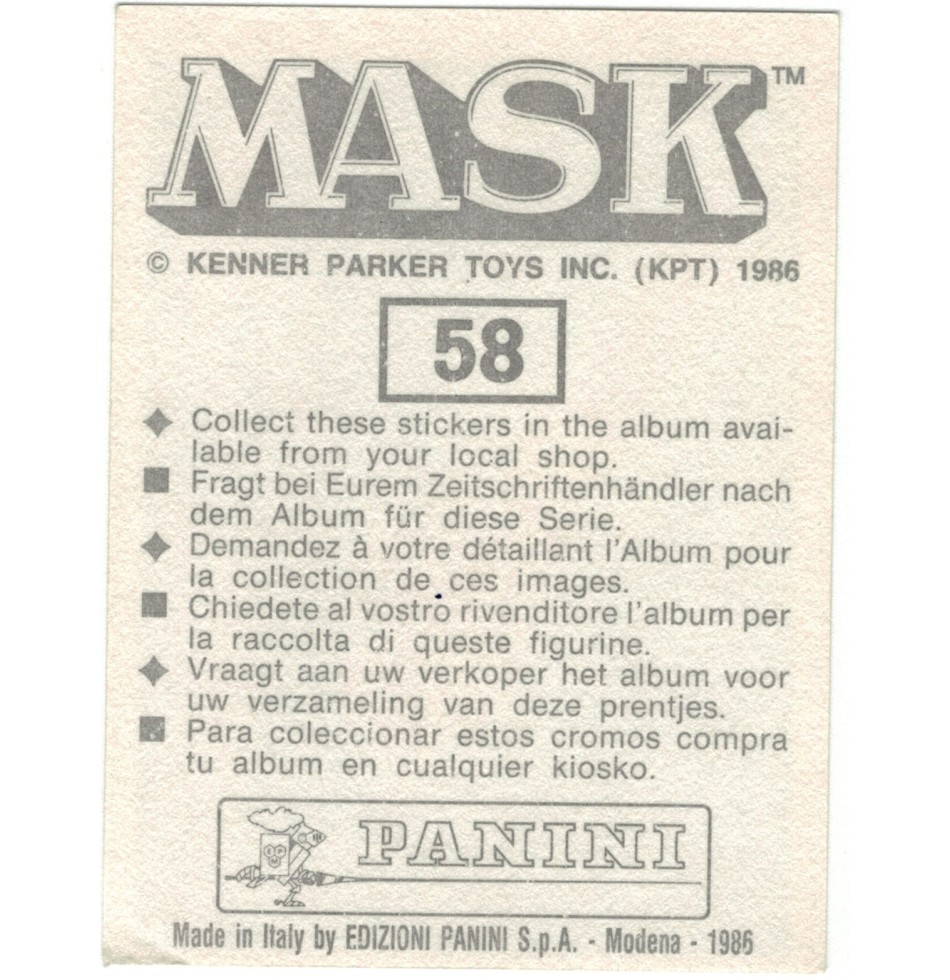 MASK™
© KENNER PARKER TOYS INC. (KPT) 1986
58
Collect these stickers in the album avai-
lable from your local shop.
Fragt bei Eurem Zeitschriftenhändler nach
dem Album für diese Serie.
Demandez à votre détaillant l'Album pour
la collection de ces images.
Chiedete al vostro rivenditore l'album per
la raccolta di queste figurine.
Vraagt aan uw verkoper het album voor
uw verzameling van deze prentjes.
Para coleccionar estos cromos compra
tu album en cualquier kiosko.
PANINI
Made in Italy by EDIZIONI PANINI S.p.A. - Modena - 1986